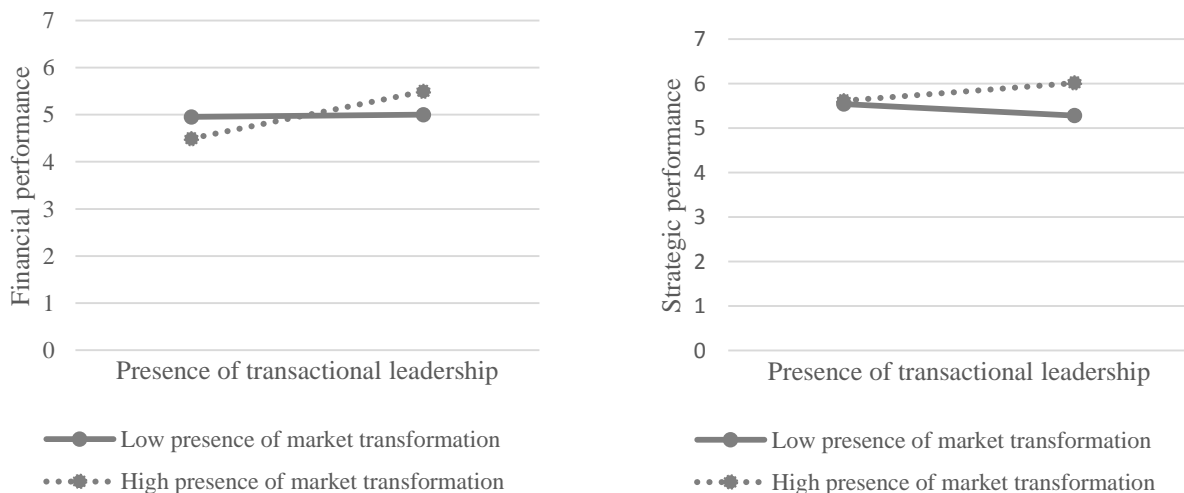 Financial performance
7
6
5
4
3
2
1
0
Presence of transactional leadership
Low presence of market transformation
High presence of market transformation
Strategic performance
7
6
5
4
3
2
1
0
Presence of transactional leadership
Low presence of market transformation
High presence of market transformation